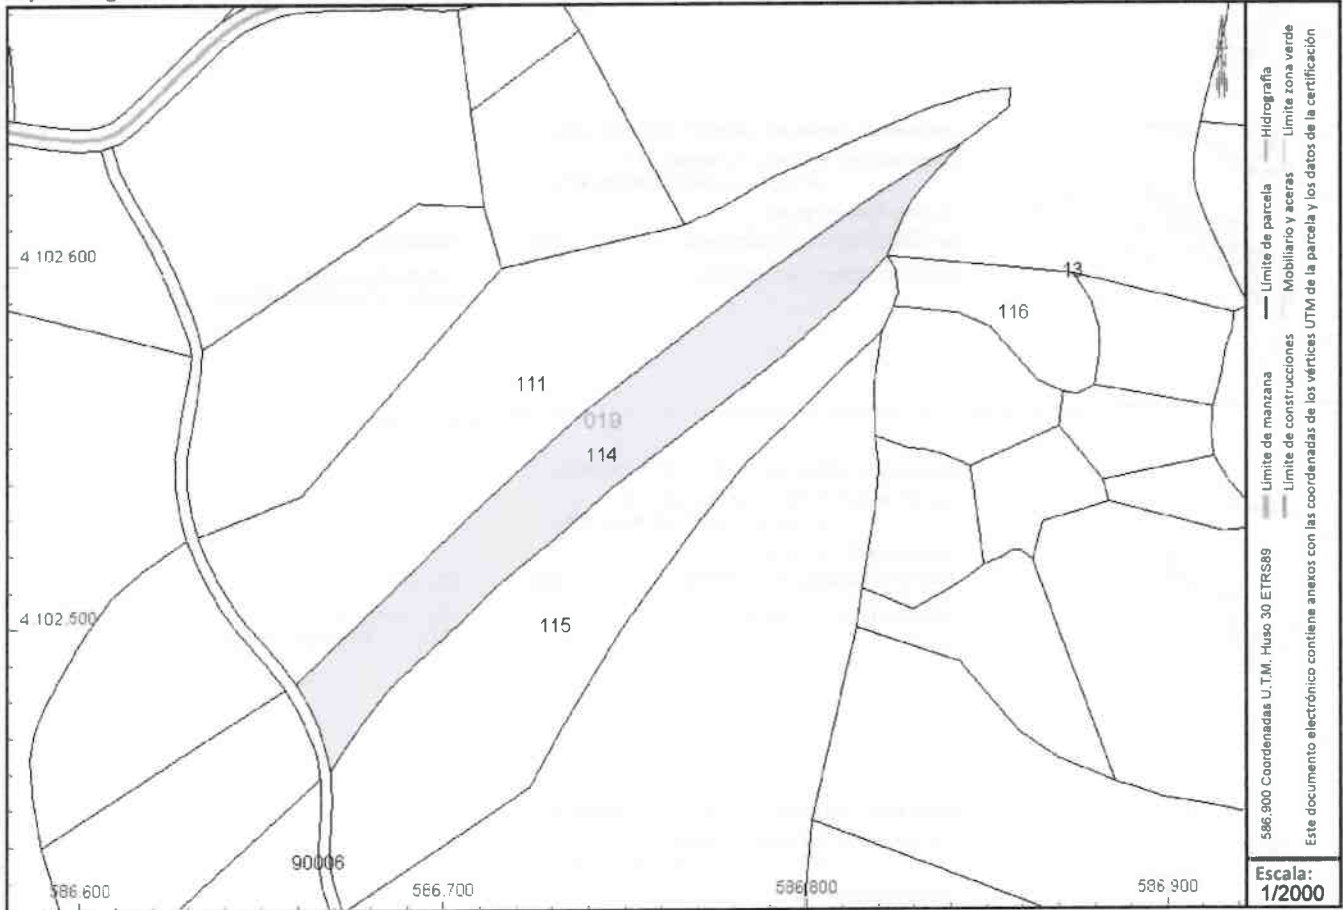 4 102 600
13
116
111
019
114
4 102 500
115
90006
586 600
586 700
586 800
586 900
Límite de manzana
Límite de parcela
Hidrografía
Límite de construcciones
Mobiliario y aceras
Límite zona verde
586.900 Coordenadas U.T.M. Huso 30 ETRS89
Este documento electrónico contiene anexos con las coordenadas de los vértices UTM de la parcela y los datos de la certificación
Escala:
1/2000